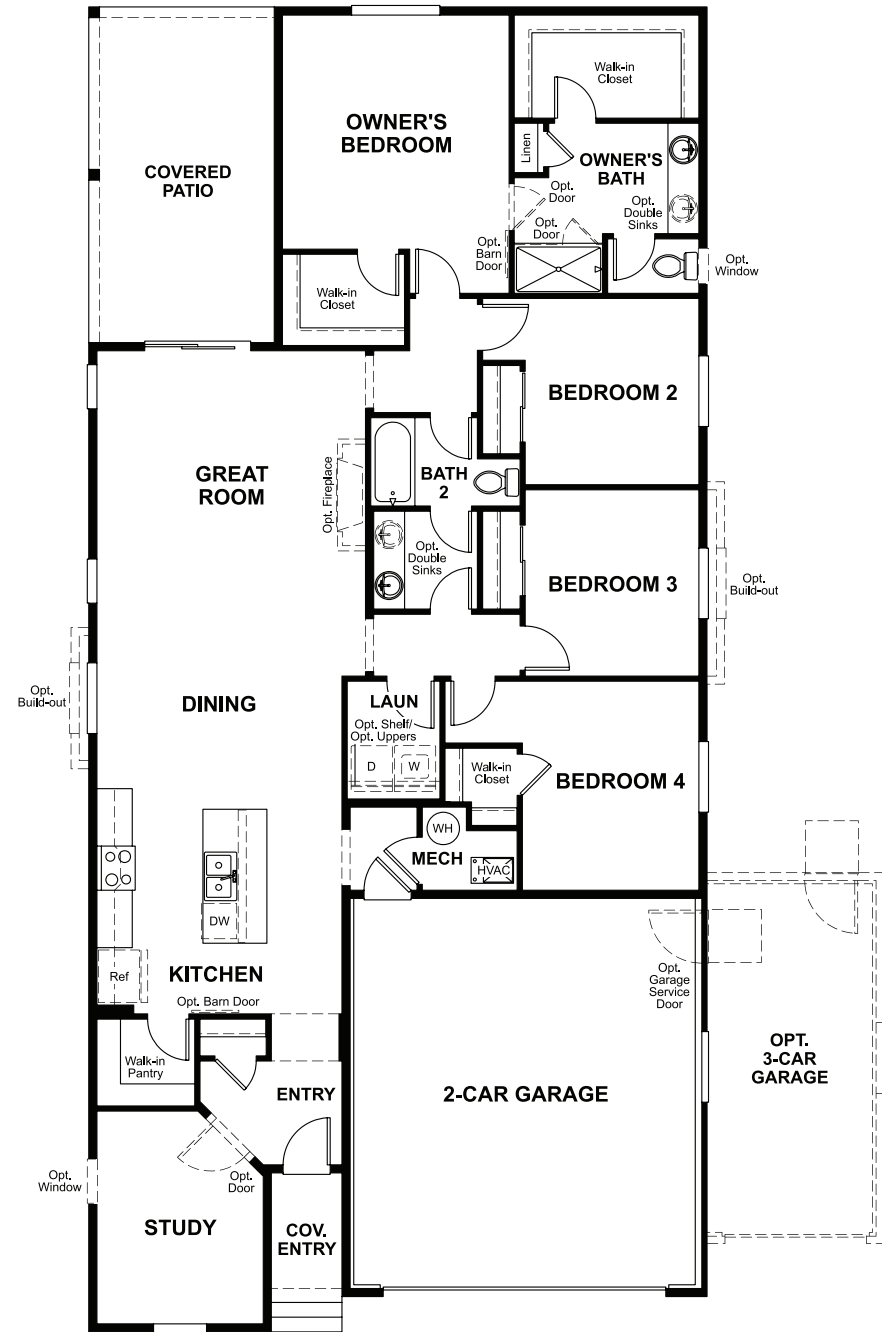 Walk-in
Closet
OWNER'S
BEDROOM
Linen
OWNER'S
BATH
COVERED
PATIO
Opt.
Door
Opt.
Double
Sinks
Opt.
Door
Opt.
Barn
Door
Opt.
Window
Walk-in
Closet
BEDROOM 2
GREAT
ROOM
Opt. Fireplace
BATH
2
Opt.
Double
Sinks
BEDROOM 3
Opt.
Build-out
Opt.
Build-out
DINING
LAUN
Opt. Shelf/
Opt. Uppers
D
W
Walk-in
Closet
BEDROOM 4
WH
MECH
HVAC
DW
Ref
KITCHEN
Opt. Barn Door
Opt.
Garage
Service
Door
Walk-in
Pantry
ENTRY
2-CAR GARAGE
OPT.
3-CAR
GARAGE
Opt.
Window
Opt.
Door
STUDY
COV.
ENTRY